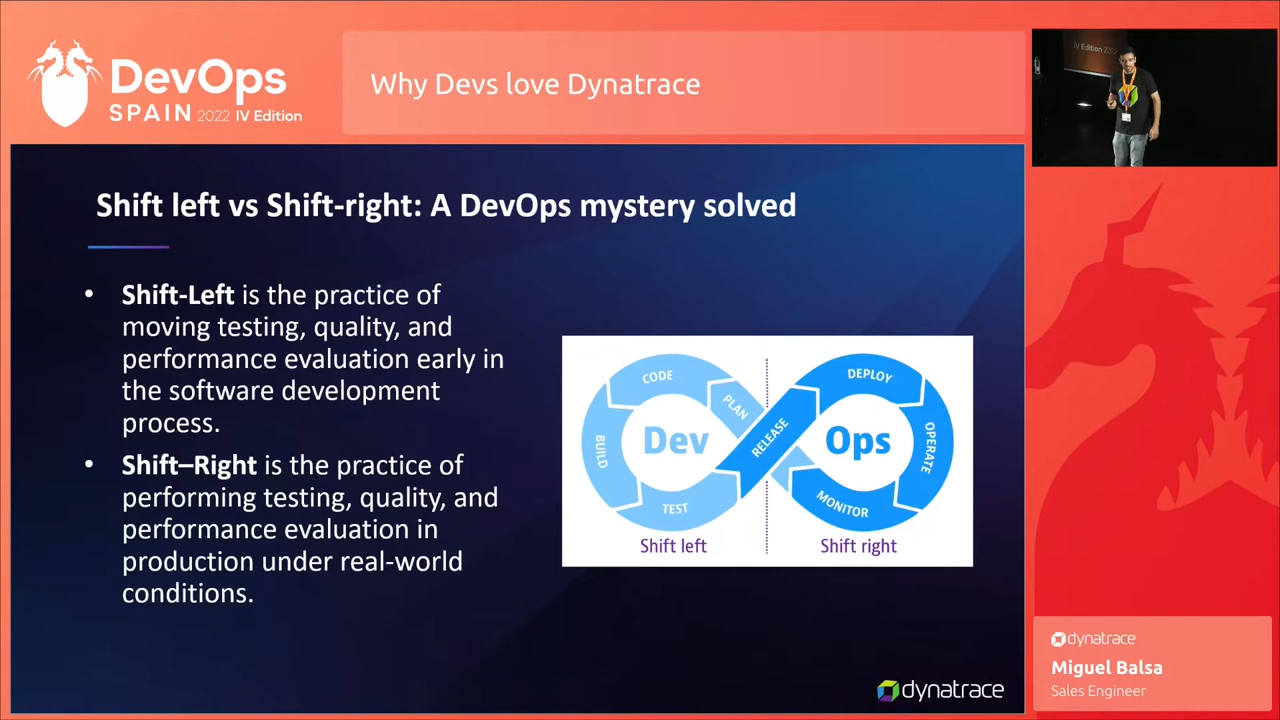 DevOps
SPAIN 2022 IV Edition
Why Devs love Dynatrace
IV Edition 2022
Shift left vs Shift-right: A DevOps mystery solved
• Shift-Left is the practice of
moving testing, quality, and
performance evaluation early in
the software development
process.
• Shift–Right is the practice of
performing testing, quality, and
performance evaluation in
production under real-world
conditions.
CODE
PLAN
BUILD
Dev
TEST
RELEASE
DEPLOY
OPERATE
Ops
MONITOR
Shift left
Shift right
dynatrace
dynatrace
Miguel Balsa
Sales Engineer